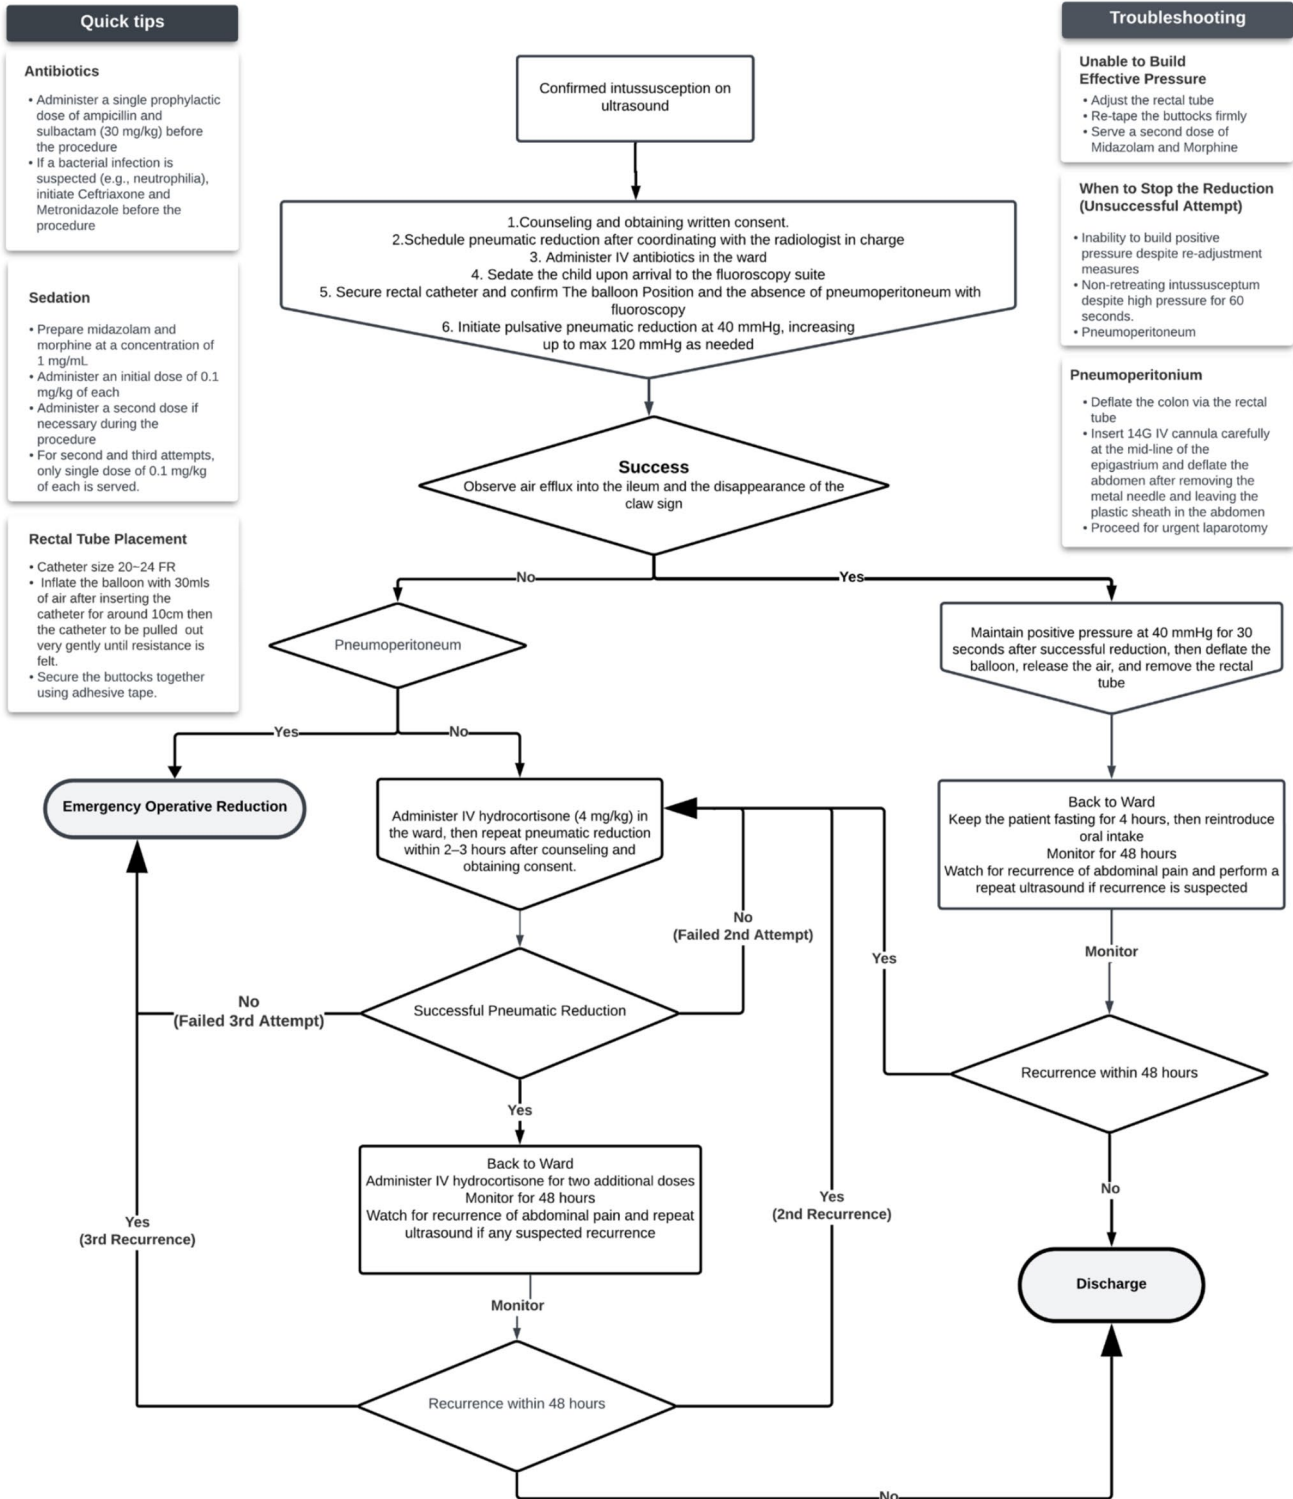 Quick tips
Antibiotics
• Administer a single prophylactic
dose of ampicillin and
sulbactam (30 mg/kg) before
the procedure
• If a bacterial infection is
suspected (e.g., neutrophilia),
initiate Ceftriaxone and
Metronidazole before the
procedure
Sedation
• Prepare midazolam and
morphine at a concentration of
1 mg/mL
• Administer an initial dose of 0.1
mg/kg of each
• Administer a second dose if
necessary during the
procedure
• For second and third attempts,
only single dose of 0.1 mg/kg
of each is served.
Rectal Tube Placement
• Catheter size 20~24 FR
• Inflate the balloon with 30mls
of air after inserting the
catheter for around 10cm then
the catheter to be pulled out
very gently until resistance is
felt.
• Secure the buttocks together
using adhesive tape.
Troubleshooting
Unable to Build
Effective Pressure
• Adjust the rectal tube
• Re-tape the buttocks firmly
• Serve a second dose of
Midazolam and Morphine
When to Stop the Reduction
(Unsuccessful Attempt)
• Inability to build positive
pressure despite re-adjustment
measures
• Non-retreating intussusceptum
despite high pressure for 60
seconds.
• Pneumoperitoneum
Pneumoperitonium
• Deflate the colon via the rectal
tube
• Insert 14G IV cannula carefully
at the mid-line of the
epigastrium and deflate the
abdomen after removing the
metal needle and leaving the
plastic sheath in the abdomen
• Proceed for urgent laparotomy
Confirmed intussusception on
ultrasound
1.Counseling and obtaining written consent.
2.Schedule pneumatic reduction after coordinating with the radiologist in charge
3. Administer IV antibiotics in the ward
4. Sedate the child upon arrival to the fluoroscopy suite
5. Secure rectal catheter and confirm The balloon Position and the absence of pneumoperitoneum with
fluoroscopy
6. Initiate pulsative pneumatic reduction at 40 mmHg, increasing
up to max 120 mmHg as needed
Success
Observe air efflux into the ileum and the disappearance of the
claw sign
No
Yes
Pneumoperitoneum
Maintain positive pressure at 40 mmHg for 30
seconds after successful reduction, then deflate the
balloon, release the air, and remove the rectal
tube
Yes
No
Emergency Operative Reduction
Administer IV hydrocortisone (4 mg/kg) in
the ward, then repeat pneumatic reduction
within 2–3 hours after counseling and
obtaining consent.
Back to Ward
Keep the patient fasting for 4 hours, then reintroduce
oral intake
Monitor for 48 hours
Watch for recurrence of abdominal pain and perform a
repeat ultrasound if recurrence is suspected
No
(Failed 2nd Attempt)
Yes
Monitor
No
(Failed 3rd Attempt)
Successful Pneumatic Reduction
Recurrence within 48 hours
Yes
Back to Ward
Administer IV hydrocortisone for two additional doses
Monitor for 48 hours
Watch for recurrence of abdominal pain and repeat
ultrasound if any suspected recurrence
Yes
(3rd Recurrence)
Yes
(2nd Recurrence)
No
Discharge
Monitor
Recurrence within 48 hours
No